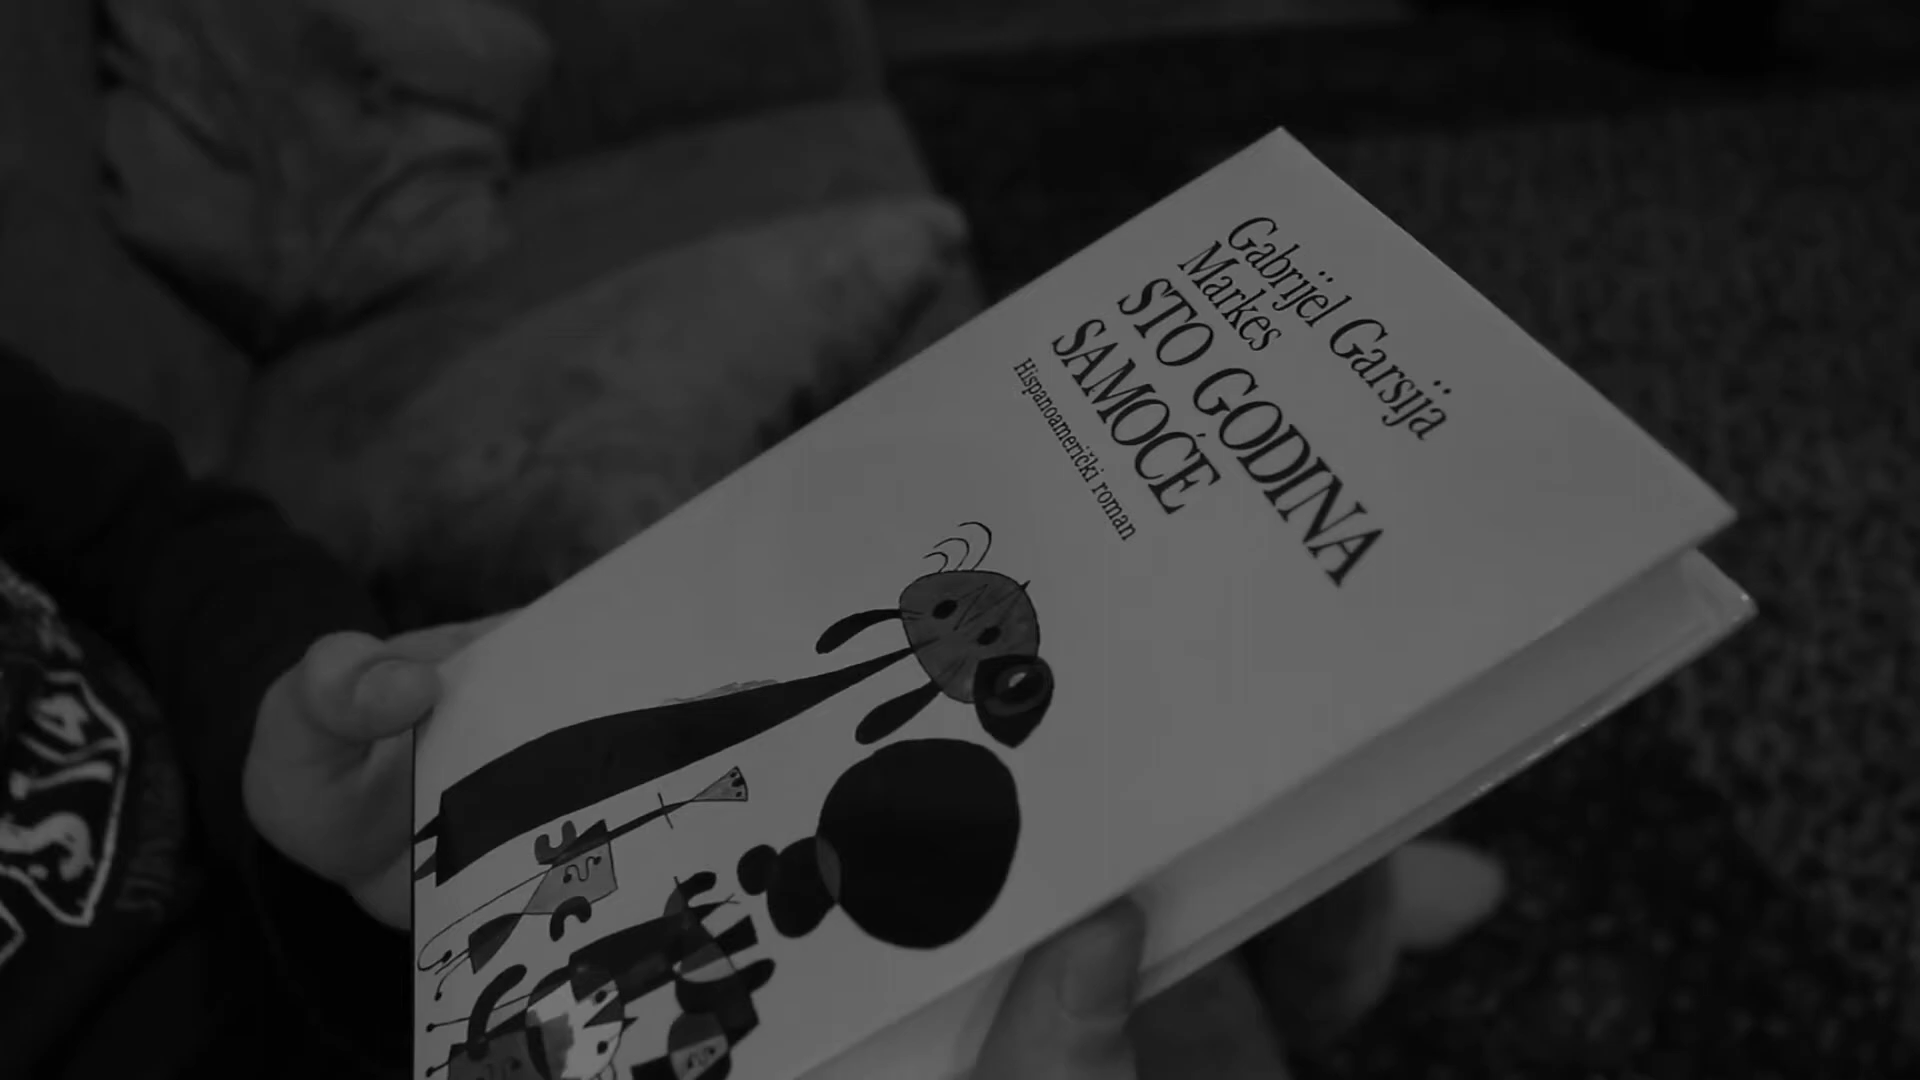 Gabrijel Garsija
Markes
STO GODINA
SAMOĆE
Hispanoamerički roman